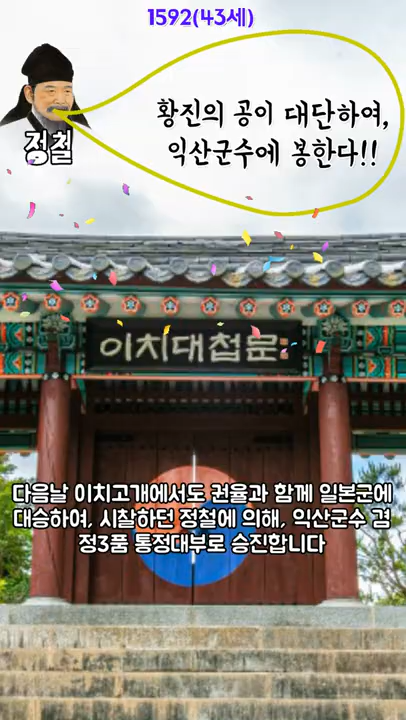 1592(43세)
황진의 공이 대단하여,
익산군수에 봉한다!!
정철
이치대첩문
다음날 이치고개에서도 권율과 함께 일본군에
대승하여, 시찰하던 정철에 의해, 익산군수 겸
정3품 통정대부로 승진합니다